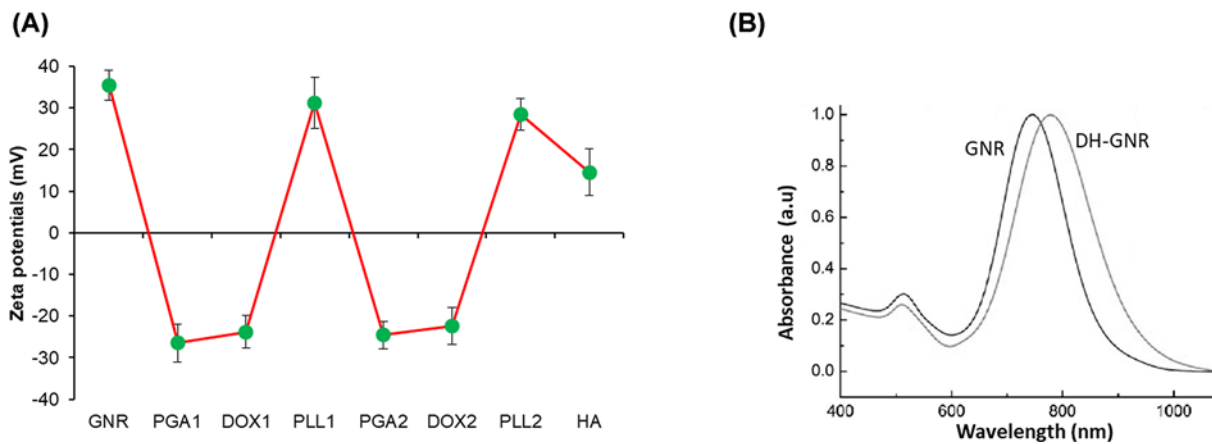 (A)
Zeta potentials (mV)
40
30
20
10
0
-10
-20
-30
-40
GNR PGA1 DOX1 PLL1 PGA2 DOX2 PLL2 HA
(B)
Absorbance (a.u)
1.0
0.8
0.6
0.4
0.2
0.0
GNR
DH-GNR
400 600 800 1000
Wavelength (nm)